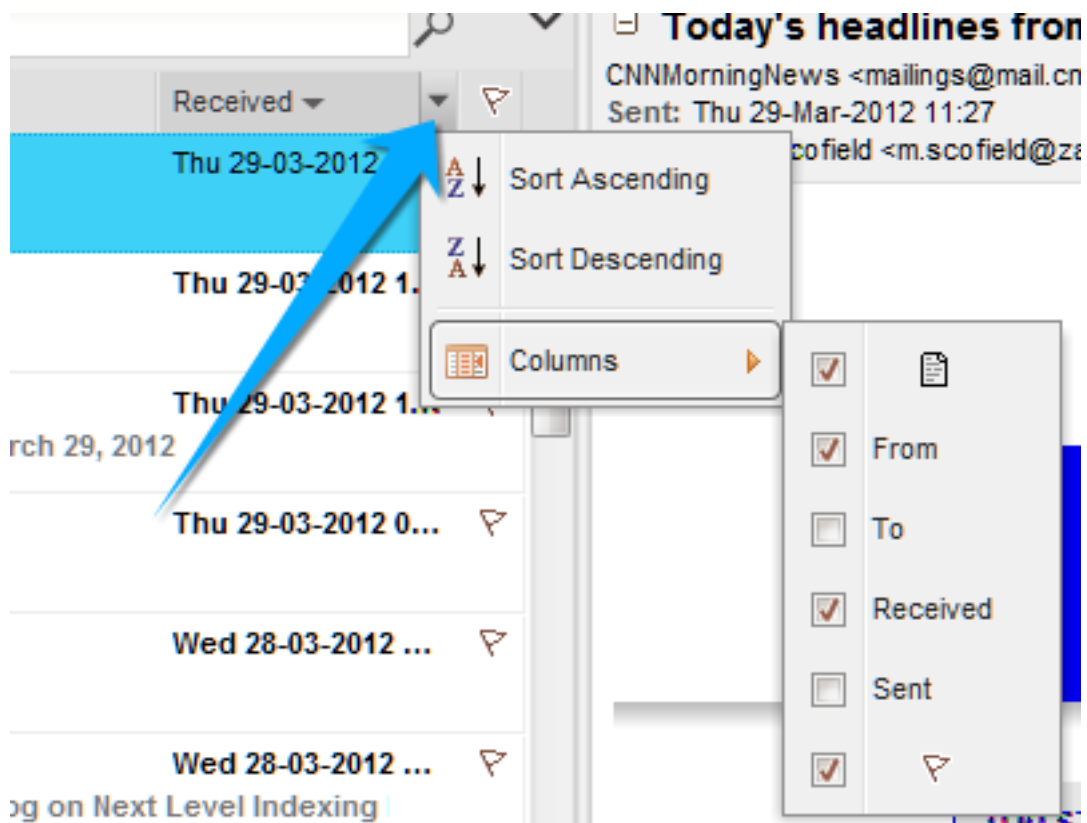 Today's headlines from
CNNMorningNews <mailings@mail.cn
Sent: Thu 29-Mar-2012 11:27
cofield <m.scofield@za
Received
Thu 29-03-2012
Thu 29-03-2012 1...
Thu 29-03-2012 1...
rch 29, 2012
Thu 29-03-2012 0...
Wed 28-03-2012 ...
Wed 28-03-2012 ...
og on Next Level Indexing
Sort Ascending
Sort Descending
Columns
From
To
Received
Sent